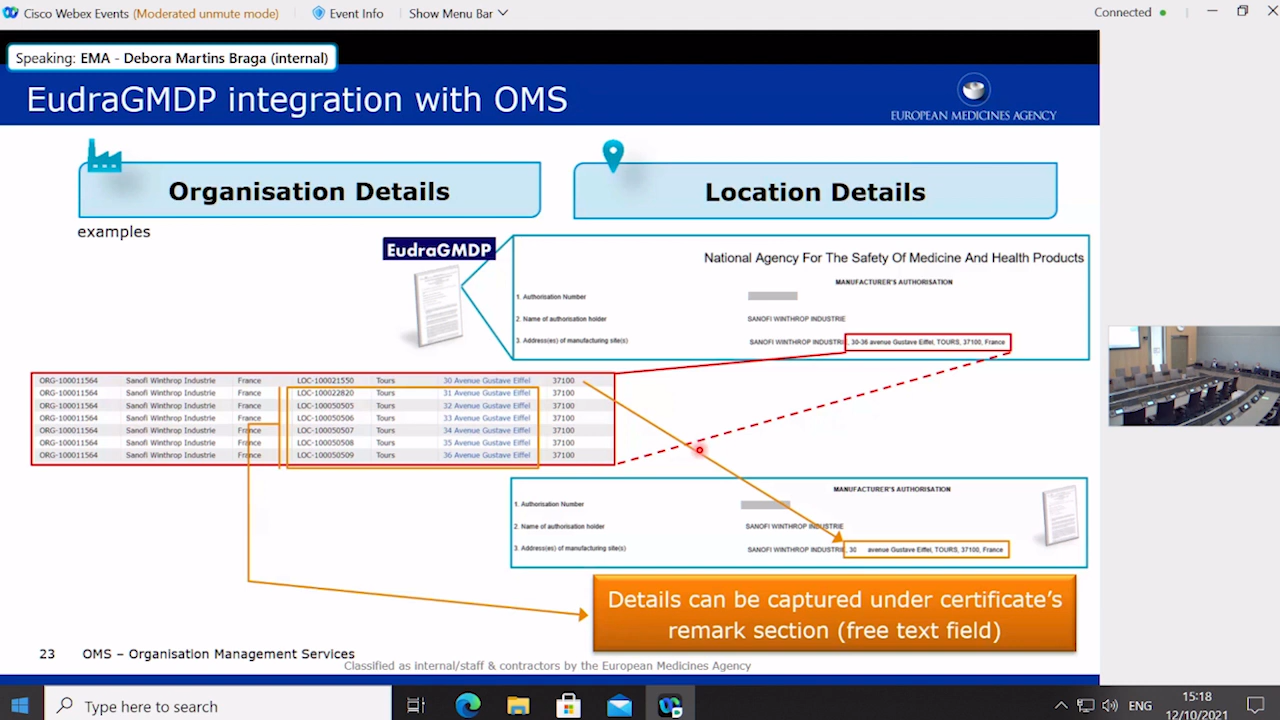 Cisco Webex Events (Moderated unmute mode)
Event Info
Show Menu Bar
Connected
Speaking: EMA - Debora Martins Braga (internal)
EudraGMDP integration with OMS
EUROPEAN MEDICINES AGENCY
Organisation Details
Location Details
examples
EudraGMDP
National Agency For The Safety Of Medicine And Health Products
MANUFACTURER'S AUTHORISATION
1. Authorisation Number
2. Name of authorisation holder SANOFI WINTHROP INDUSTRIE
3. Address(es) of manufacturing site(s) SANOFI WINTHROP INDUSTRIE, 30-36 avenue Gustave Eiffel, TOURS, 37100, France
ORG-100011564 Sanofi Winthrop Industrie France LOC-100021550 Tours 30 Avenue Gustave Eiffel 37100
ORG-100011564 Sanofi Winthrop Industrie France LOC-100022820 Tours 31 Avenue Gustave Eiffel 37100
ORG-100011564 Sanofi Winthrop Industrie France LOC-100050505 Tours 32 Avenue Gustave Eiffel 37100
ORG-100011564 Sanofi Winthrop Industrie France LOC-100050506 Tours 33 Avenue Gustave Eiffel 37100
ORG-100011564 Sanofi Winthrop Industrie France LOC-100050507 Tours 34 Avenue Gustave Eiffel 37100
ORG-100011564 Sanofi Winthrop Industrie France LOC-100050508 Tours 35 Avenue Gustave Eiffel 37100
ORG-100011564 Sanofi Winthrop Industrie France LOC-100050509 Tours 36 Avenue Gustave Eiffel 37100
MANUFACTURER'S AUTHORISATION
1. Authorisation Number
2. Name of authorisation holder SANOFI WINTHROP INDUSTRIE
3. Address(es) of manufacturing site(s) SANOFI WINTHROP INDUSTRIE, 30 avenue Gustave Eiffel, TOURS, 37100, France
Details can be captured under certificate's
remark section (free text field)
23 OMS – Organisation Management Services
Classified as internal/staff & contractors by the European Medicines Agency
Type here to search
ENG
15:18
12/10/2021